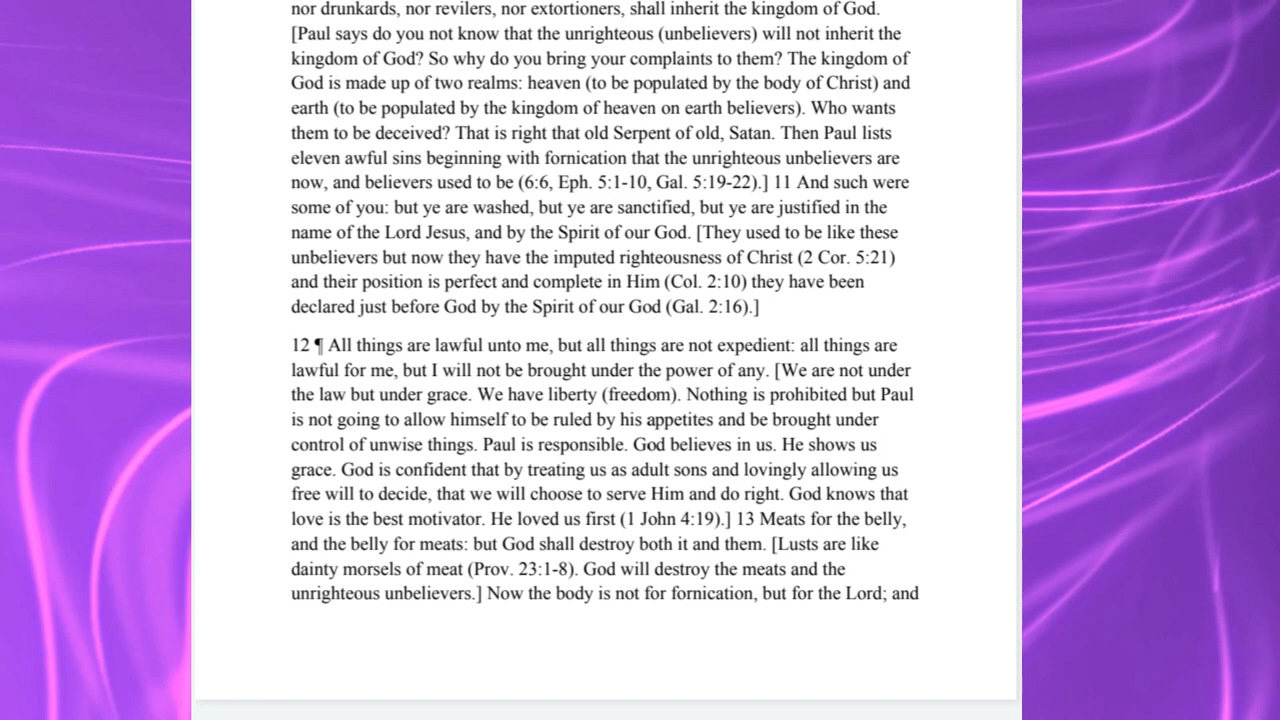 nor drunkards, nor revilers, nor extortioners, shall inherit the kingdom of God.
[Paul says do you not know that the unrighteous (unbelievers) will not inherit the
kingdom of God? So why do you bring your complaints to them? The kingdom of
God is made up of two realms: heaven (to be populated by the body of Christ) and
earth (to be populated by the kingdom of heaven on earth believers). Who wants
them to be deceived? That is right that old Serpent of old, Satan. Then Paul lists
eleven awful sins beginning with fornication that the unrighteous unbelievers are
now, and believers used to be (6:6, Eph. 5:1-10, Gal. 5:19-22).] 11 And such were
some of you: but ye are washed, but ye are sanctified, but ye are justified in the
name of the Lord Jesus, and by the Spirit of our God. [They used to be like these
unbelievers but now they have the imputed righteousness of Christ (2 Cor. 5:21)
and their position is perfect and complete in Him (Col. 2:10) they have been
declared just before God by the Spirit of our God (Gal. 2:16).]
12 ¶ All things are lawful unto me, but all things are not expedient: all things are
lawful for me, but I will not be brought under the power of any. [We are not under
the law but under grace. We have liberty (freedom). Nothing is prohibited but Paul
is not going to allow himself to be ruled by his appetites and be brought under
control of unwise things. Paul is responsible. God believes in us. He shows us
grace. God is confident that by treating us as adult sons and lovingly allowing us
free will to decide, that we will choose to serve Him and do right. God knows that
love is the best motivator. He loved us first (1 John 4:19).] 13 Meats for the belly,
and the belly for meats: but God shall destroy both it and them. [Lusts are like
dainty morsels of meat (Prov. 23:1-8). God will destroy the meats and the
unrighteous unbelievers.] Now the body is not for fornication, but for the Lord; and